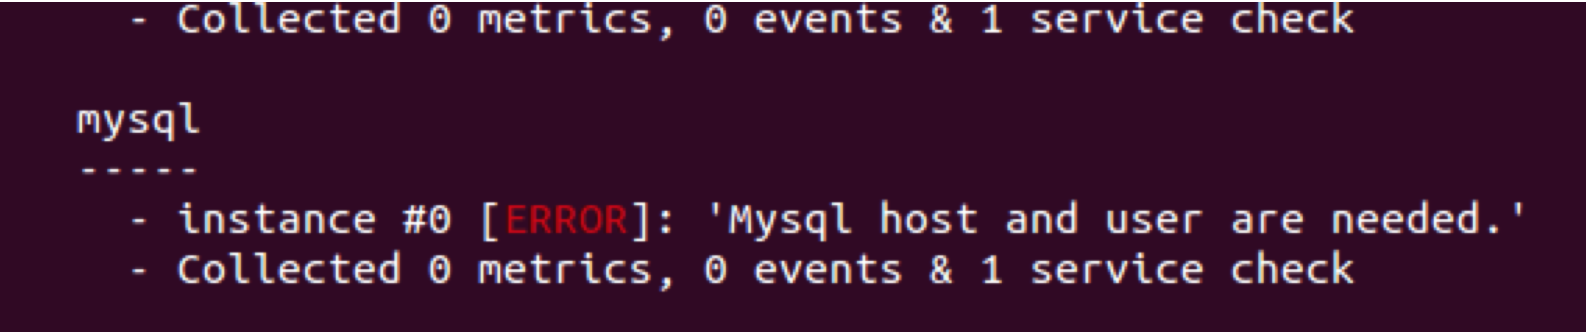 - Collected 0 metrics, 0 events & 1 service check
mysql
-----
- instance #0 [ERROR]: 'Mysql host and user are needed.'
- Collected 0 metrics, 0 events & 1 service check